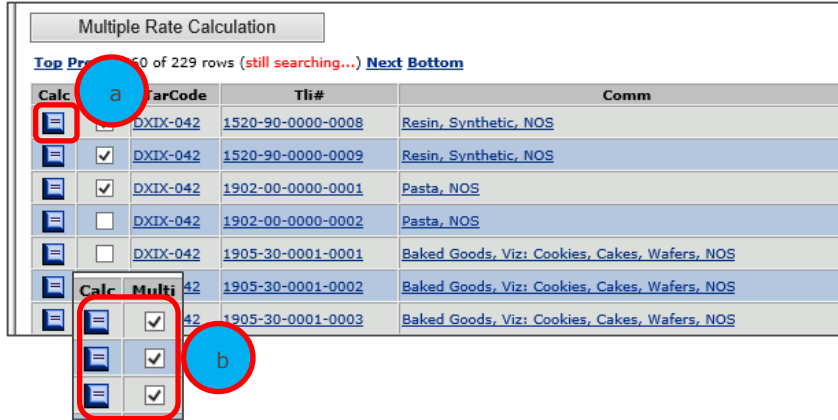 Multiple Rate Calculation
Top 60 of 229 rows (still searching...) Next Bottom
Calc a TarCode Tli# Comm
DXIX-042 1520-90-0000-0008 Resin, Synthetic, NOS
DXIX-042 1520-90-0000-0009 Resin, Synthetic, NOS
DXIX-042 1902-00-0000-0001 Pasta, NOS
DXIX-042 1902-00-0000-0002 Pasta, NOS
DXIX-042 1905-30-0001-0001 Baked Goods, Viz: Cookies, Cakes, Wafers, NOS
42 1905-30-0001-0002 Baked Goods, Viz: Cookies, Cakes, Wafers, NOS
42 1905-30-0001-0003 Baked Goods, Viz: Cookies, Cakes, Wafers, NOS
Calc Multi
b